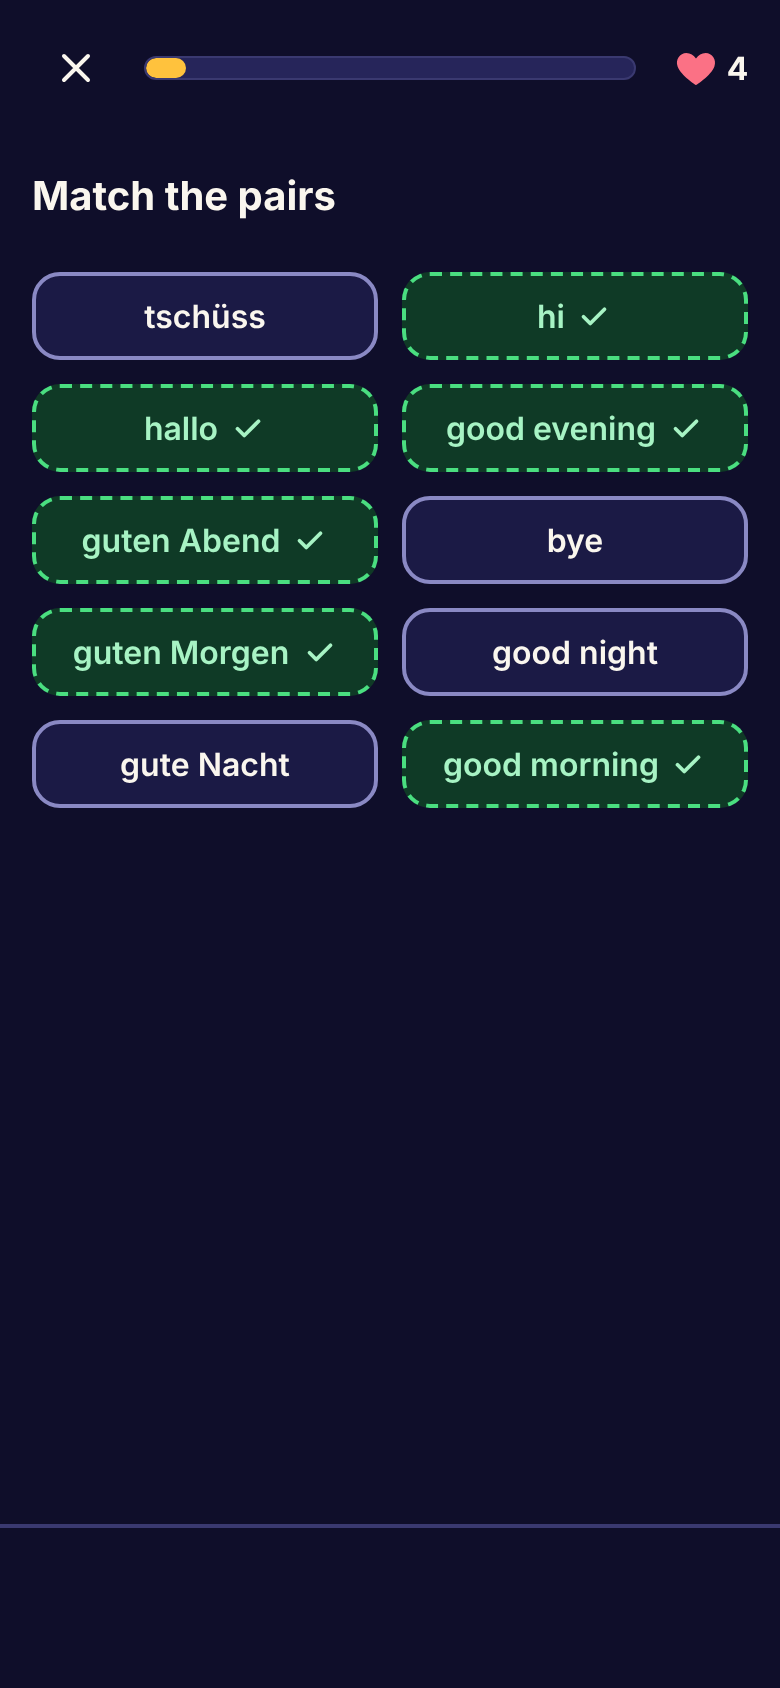 4
Match the pairs
tschüss
hi
hallo
good evening
guten Abend
bye
guten Morgen
good night
gute Nacht
good morning